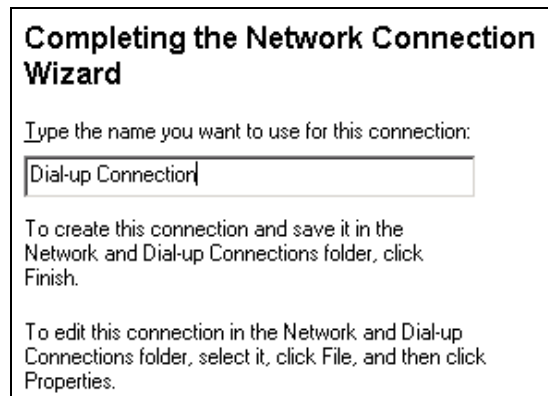 Completing the Network Connection
Wizard
Type the name you want to use for this connection:
Dial-up Connection
To create this connection and save it in the
Network and Dial-up Connections folder, click
Finish.
To edit this connection in the Network and Dial-up
Connections folder, select it, click File, and then click
Properties.